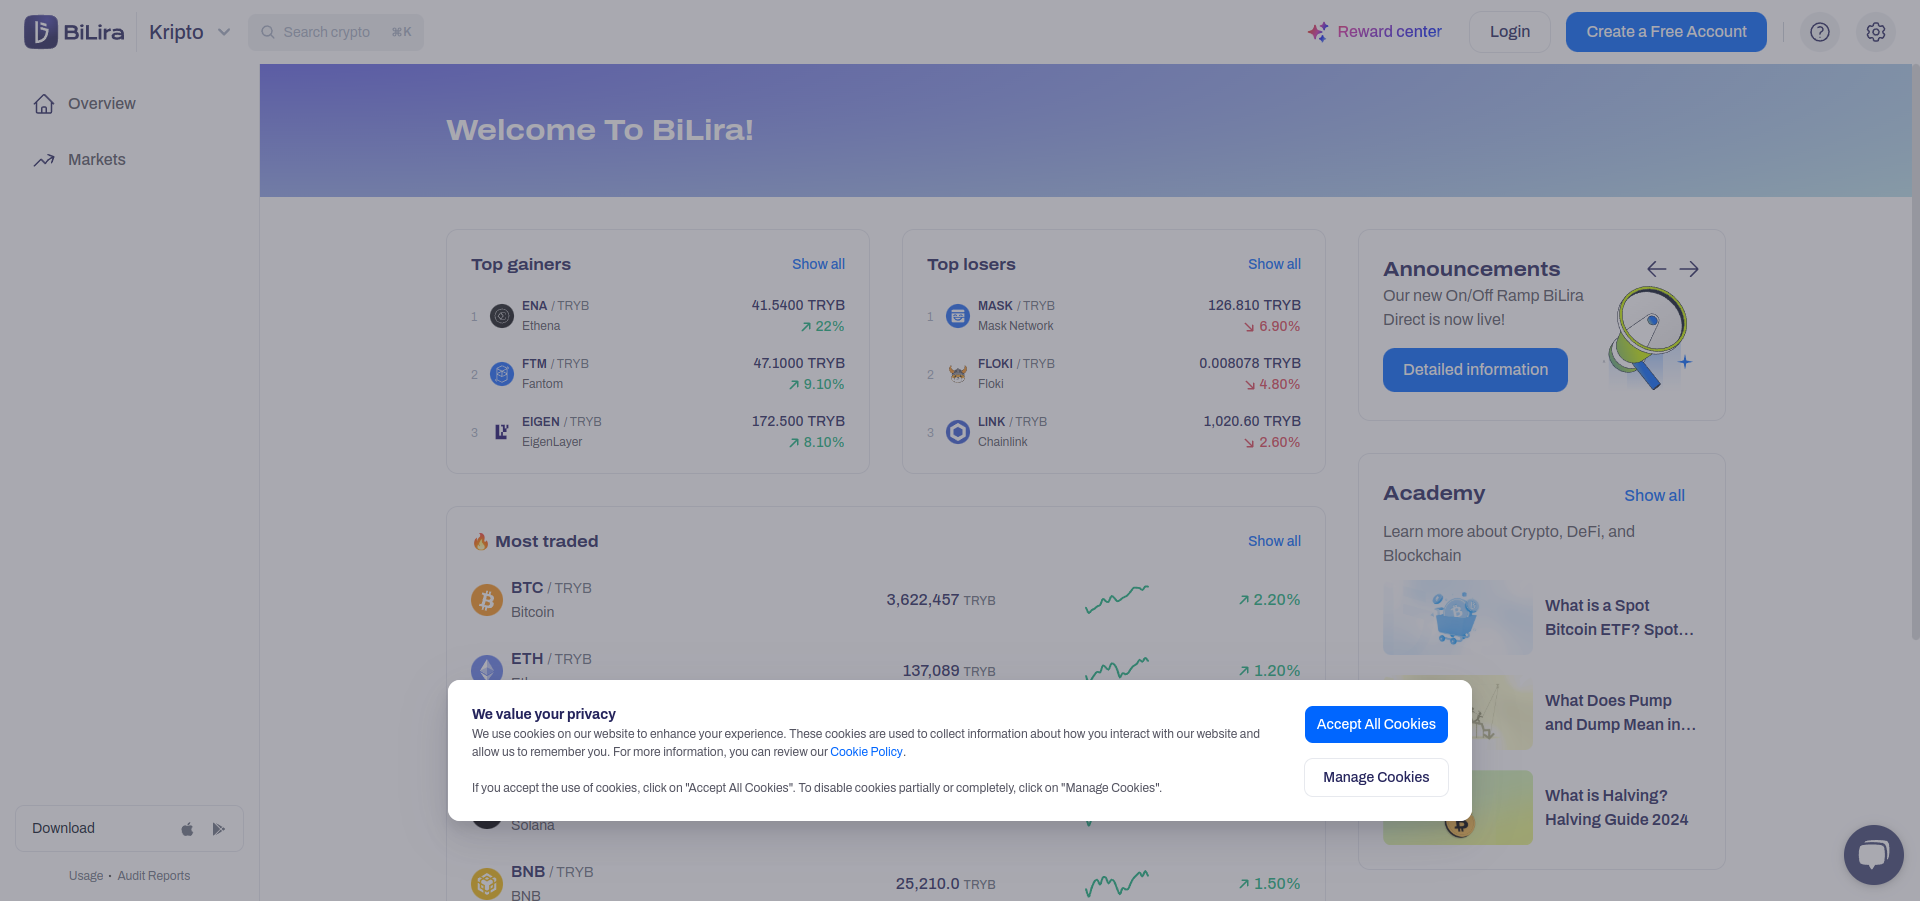 BiLira
Kripto
Search crypto ⌘K
Reward center
Login
Create a Free Account
Overview
Markets
Welcome To BiLira!
Top gainers
Show all
1
ENA / TRYB
Ethena
41.5400 TRYB
22%
2
FTM / TRYB
Fantom
47.1000 TRYB
9.10%
3
EIGEN / TRYB
EigenLayer
172.500 TRYB
8.10%
Top losers
Show all
1
MASK / TRYB
Mask Network
126.810 TRYB
6.90%
2
FLOKI / TRYB
Floki
0.008078 TRYB
4.80%
3
LINK / TRYB
Chainlink
1,020.60 TRYB
2.60%
Announcements
Our new On/Off Ramp BiLira
Direct is now live!
Detailed information
Most traded
Show all
BTC / TRYB
Bitcoin
3,622,457 TRYB
2.20%
ETH / TRYB
137,089 TRYB
1.20%
Solana
BNB / TRYB
BNB
25,210.0 TRYB
1.50%
Academy
Show all
Learn more about Crypto, DeFi, and
Blockchain
What is a Spot
Bitcoin ETF? Spot...
What Does Pump
and Dump Mean in...
What is Halving?
Halving Guide 2024
We value your privacy
We use cookies on our website to enhance your experience. These cookies are used to collect information about how you interact with our website and
allow us to remember you. For more information, you can review our Cookie Policy.
If you accept the use of cookies, click on "Accept All Cookies". To disable cookies partially or completely, click on "Manage Cookies".
Accept All Cookies
Manage Cookies
Download
Usage • Audit Reports